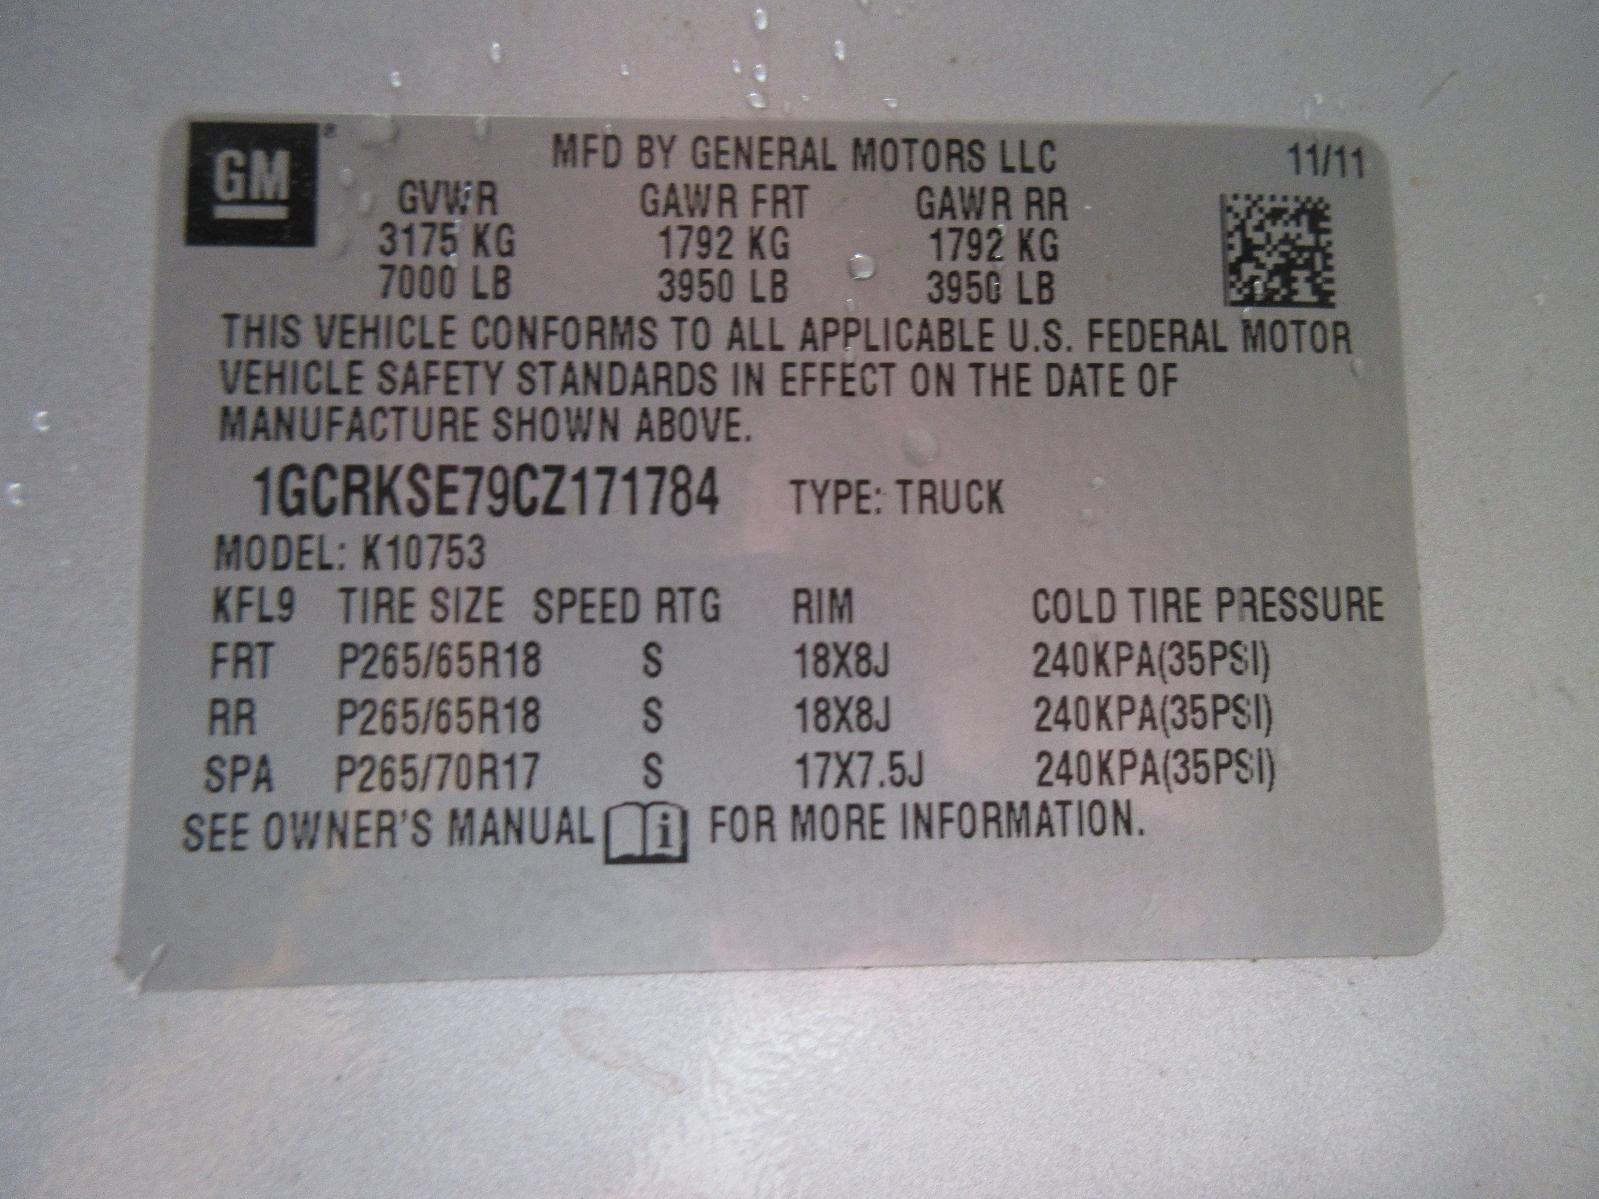 GM ®
MFD BY GENERAL MOTORS LLC 11/11
GVWR GAWR FRT GAWR RR
3175 KG 1792 KG 1792 KG
7000 LB 3950 LB 3950 LB
THIS VEHICLE CONFORMS TO ALL APPLICABLE U.S. FEDERAL MOTOR
VEHICLE SAFETY STANDARDS IN EFFECT ON THE DATE OF
MANUFACTURE SHOWN ABOVE.
1GCRKSE79CZ171784 TYPE: TRUCK
MODEL: K10753
KFL9 TIRE SIZE SPEED RTG RIM COLD TIRE PRESSURE
FRT P265/65R18 S 18X8J 240KPA(35PSI)
RR P265/65R18 S 18X8J 240KPA(35PSI)
SPA P265/70R17 S 17X7.5J 240KPA(35PSI)
SEE OWNER'S MANUAL i FOR MORE INFORMATION.